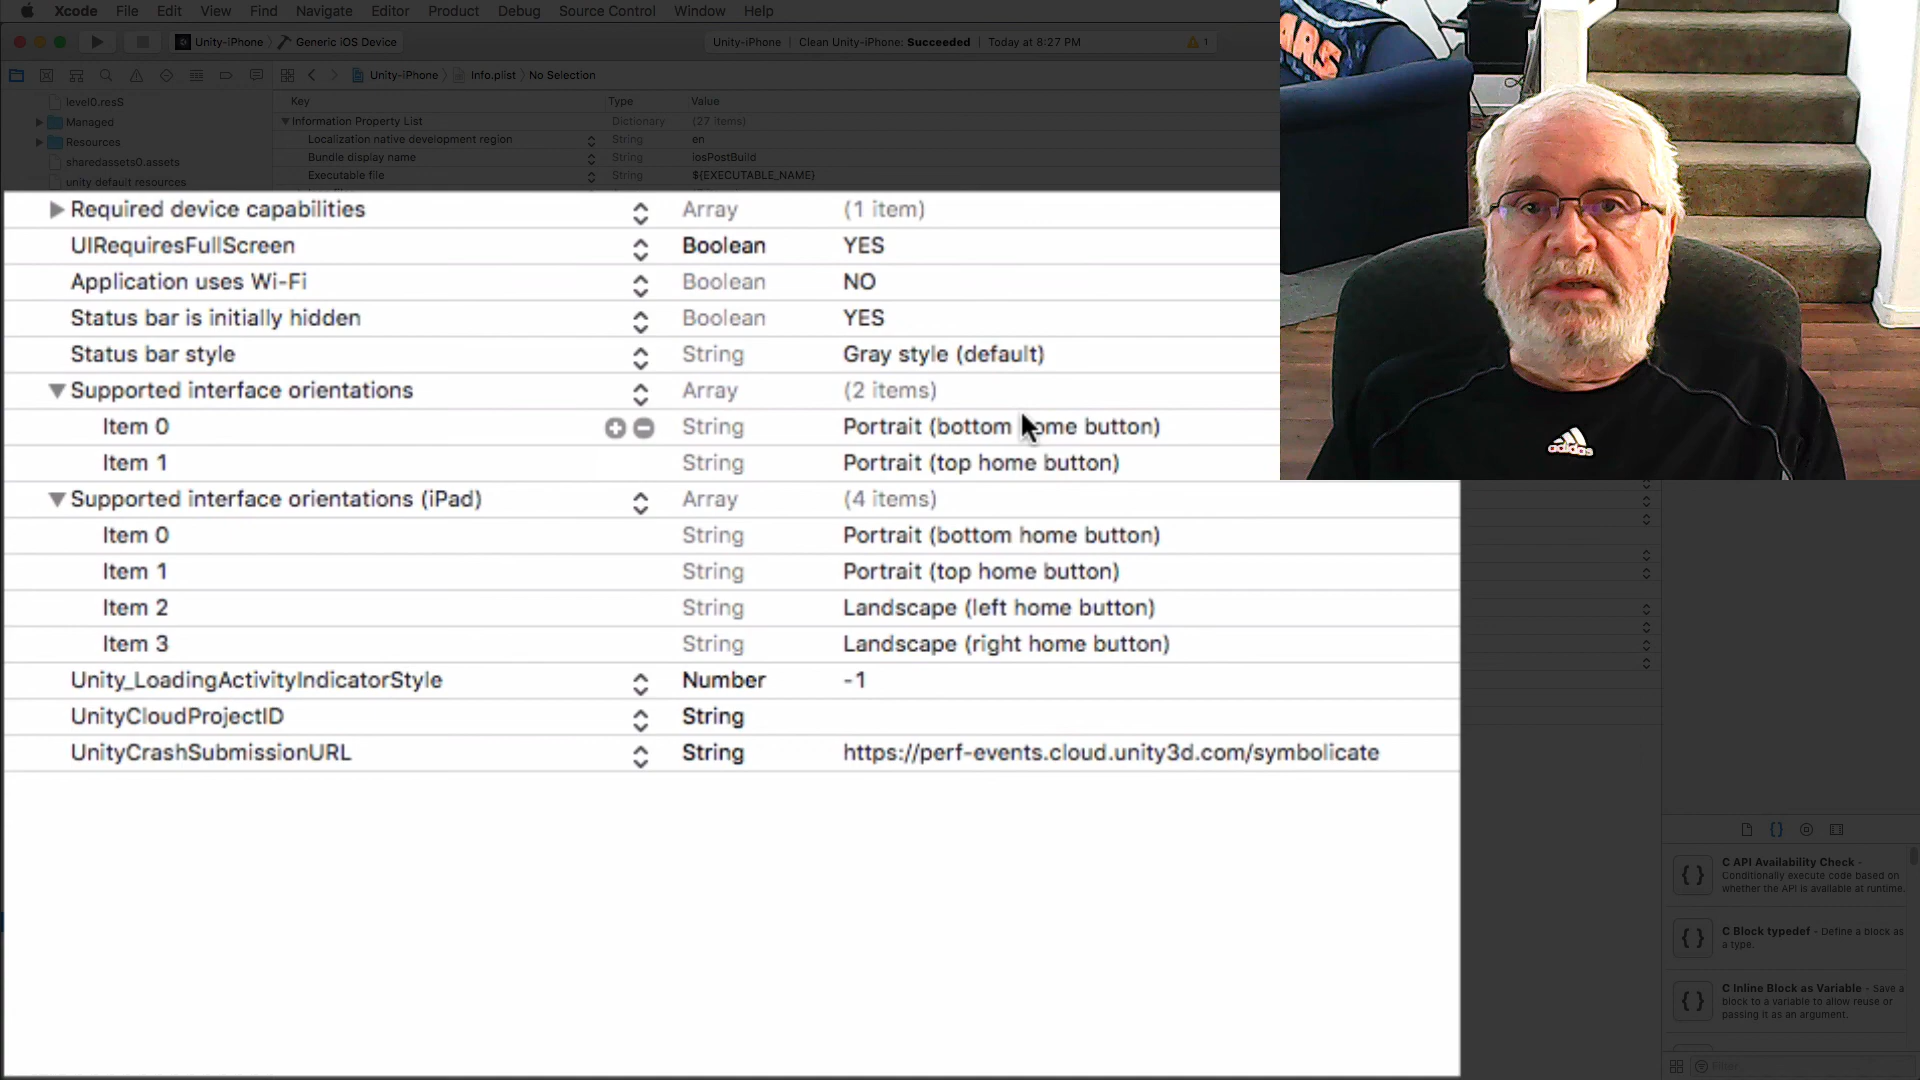 Xcode File Edit View Find Navigate Editor Product Debug Source Control Window Help
Unity-iPhone Generic iOS Device
Unity-iPhone | Clean Unity-iPhone: Succeeded | Today at 8:27 PM 1
Unity-iPhone Info.plist No Selection
level0.resS
Managed
Resources
sharedassets0.assets
unity default resources
Key Type Value
Information Property List Dictionary (27 items)
Localization native development region String en
Bundle display name String iosPostBuild
Executable file String ${EXECUTABLE_NAME}
Required device capabilities Array (1 item)
UIRequiresFullScreen Boolean YES
Application uses Wi-Fi Boolean NO
Status bar is initially hidden Boolean YES
Status bar style String Gray style (default)
Supported interface orientations Array (2 items)
Item 0 String Portrait (bottom home button)
Item 1 String Portrait (top home button)
Supported interface orientations (iPad) Array (4 items)
Item 0 String Portrait (bottom home button)
Item 1 String Portrait (top home button)
Item 2 String Landscape (left home button)
Item 3 String Landscape (right home button)
Unity_LoadingActivityIndicatorStyle Number -1
UnityCloudProjectID String
UnityCrashSubmissionURL String https://perf-events.cloud.unity3d.com/symbolicate
adidas
C API Availability Check -
Conditionally execute code based on
whether the API is available at runtime.
C Block typedef - Define a block as
a type.
C Inline Block as Variable - Save a
block to a variable to allow reuse or
passing it as an argument.
Filter